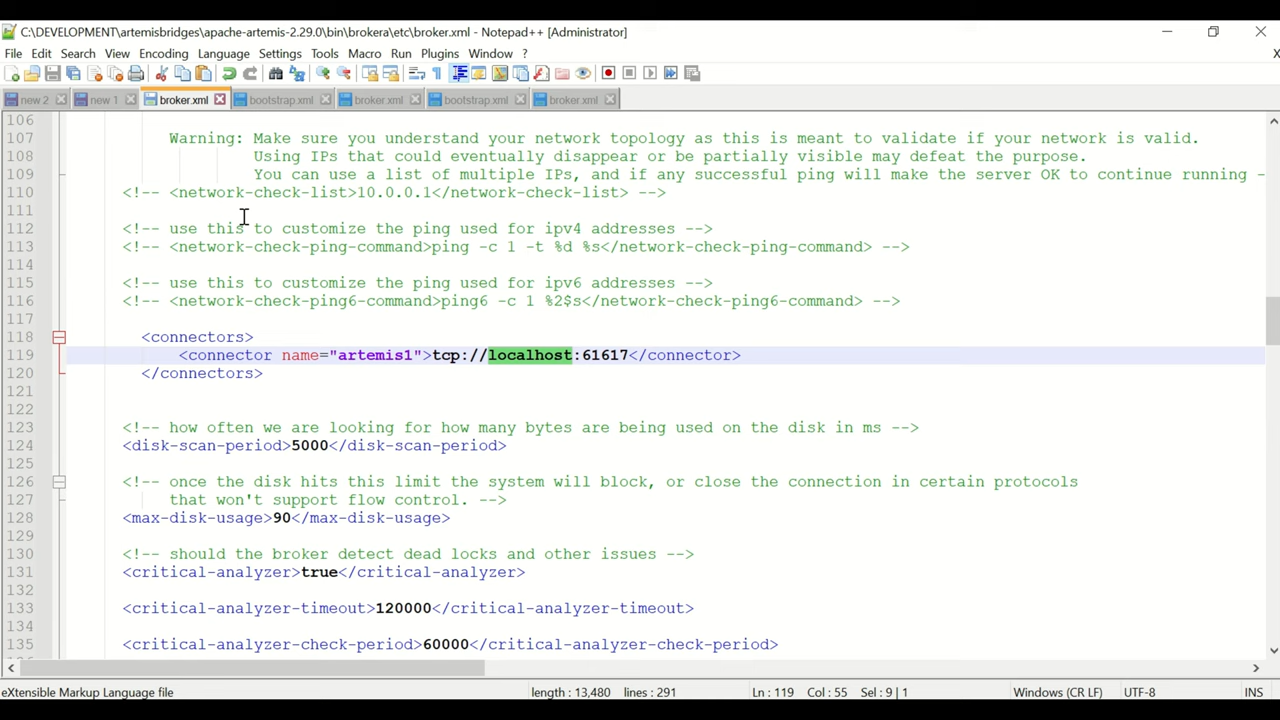 C:\DEVELOPMENT\artemisbridges\apache-artemis-2.29.0\bin\brokera\etc\broker.xml - Notepad++ [Administrator]
File Edit Search View Encoding Language Settings Tools Macro Run Plugins Window ? X
new 2 new 1 broker.xml bootstrap.xml broker.xml bootstrap.xml broker.xml
106
107 Warning: Make sure you understand your network topology as this is meant to validate if your network is valid.
108 Using IPs that could eventually disappear or be partially visible may defeat the purpose.
109 You can use a list of multiple IPs, and if any successful ping will make the server OK to continue running -
110 <!-- <network-check-list>10.0.0.1</network-check-list> -->
111
112 <!-- use this to customize the ping used for ipv4 addresses -->
113 <!-- <network-check-ping-command>ping -c 1 -t %d %s</network-check-ping-command> -->
114
115 <!-- use this to customize the ping used for ipv6 addresses -->
116 <!-- <network-check-ping6-command>ping6 -c 1 %2$s</network-check-ping6-command> -->
117
118 <connectors>
119 <connector name="artemis1">tcp://localhost:61617</connector>
120 </connectors>
121
122
123 <!-- how often we are looking for how many bytes are being used on the disk in ms -->
124 <disk-scan-period>5000</disk-scan-period>
125
126 <!-- once the disk hits this limit the system will block, or close the connection in certain protocols
127 that won't support flow control. -->
128 <max-disk-usage>90</max-disk-usage>
129
130 <!-- should the broker detect dead locks and other issues -->
131 <critical-analyzer>true</critical-analyzer>
132
133 <critical-analyzer-timeout>120000</critical-analyzer-timeout>
134
135 <critical-analyzer-check-period>60000</critical-analyzer-check-period>
eXtensible Markup Language file length : 13,480 lines : 291 Ln : 119 Col : 55 Sel : 9 | 1 Windows (CR LF) UTF-8 INS